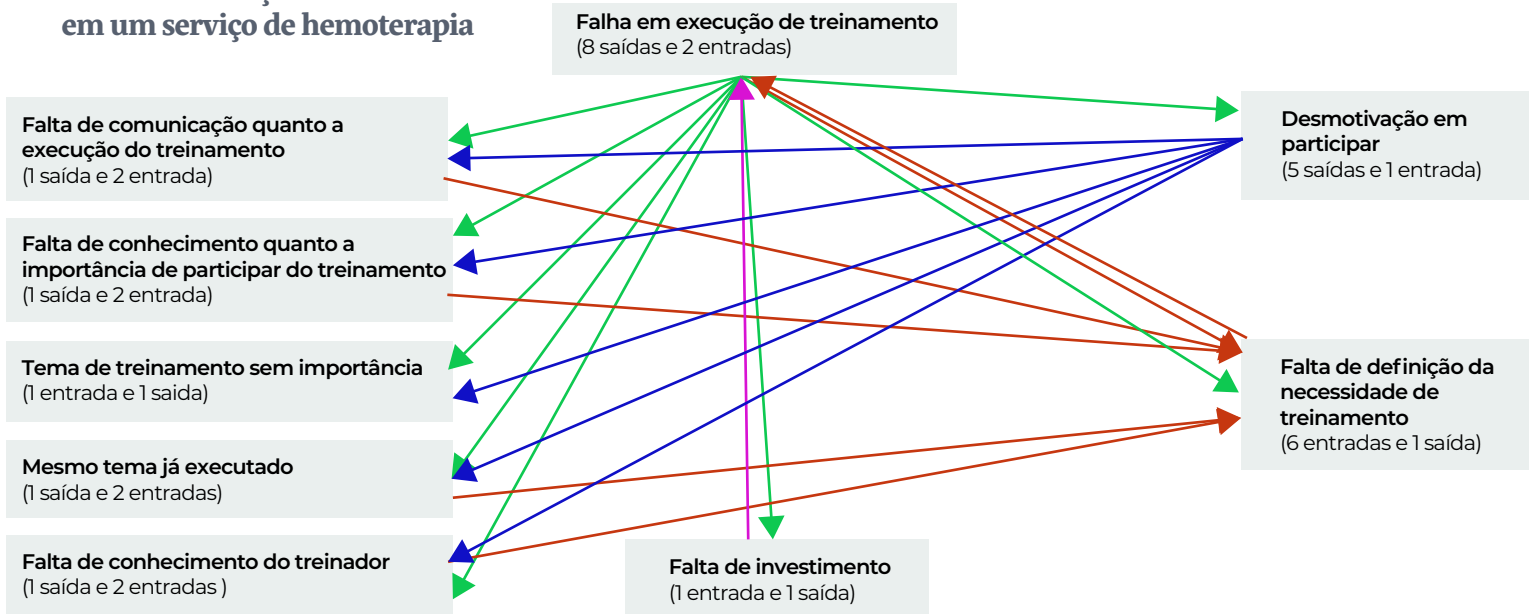 em um serviço de hemoterapia
Falha em execução de treinamento
(8 saídas e 2 entradas)
Falta de comunicação quanto a
execução do treinamento
(1 saída e 2 entrada)
Desmotivação em
participar
(5 saídas e 1 entrada)
Falta de conhecimento quanto a
importância de participar do treinamento
(1 saída e 2 entrada)
Tema de treinamento sem importância
(1 entrada e 1 saida)
Falta de definição da
necessidade de
treinamento
(6 entradas e 1 saída)
Mesmo tema já executado
(1 saída e 2 entradas)
Falta de conhecimento do treinador
(1 saída e 2 entradas )
Falta de investimento
(1 entrada e 1 saída)